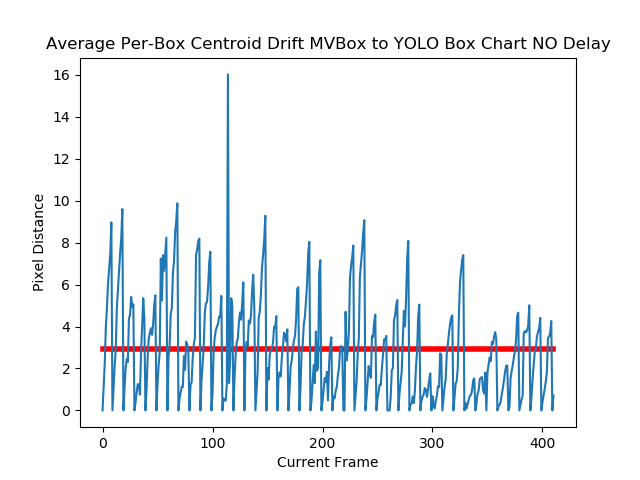 Average Per-Box Centroid Drift MVBox to YOLO Box Chart NO Delay
16
14
12
10
8
6
4
2
0
Pixel Distance
0 100 200 300 400
Current Frame